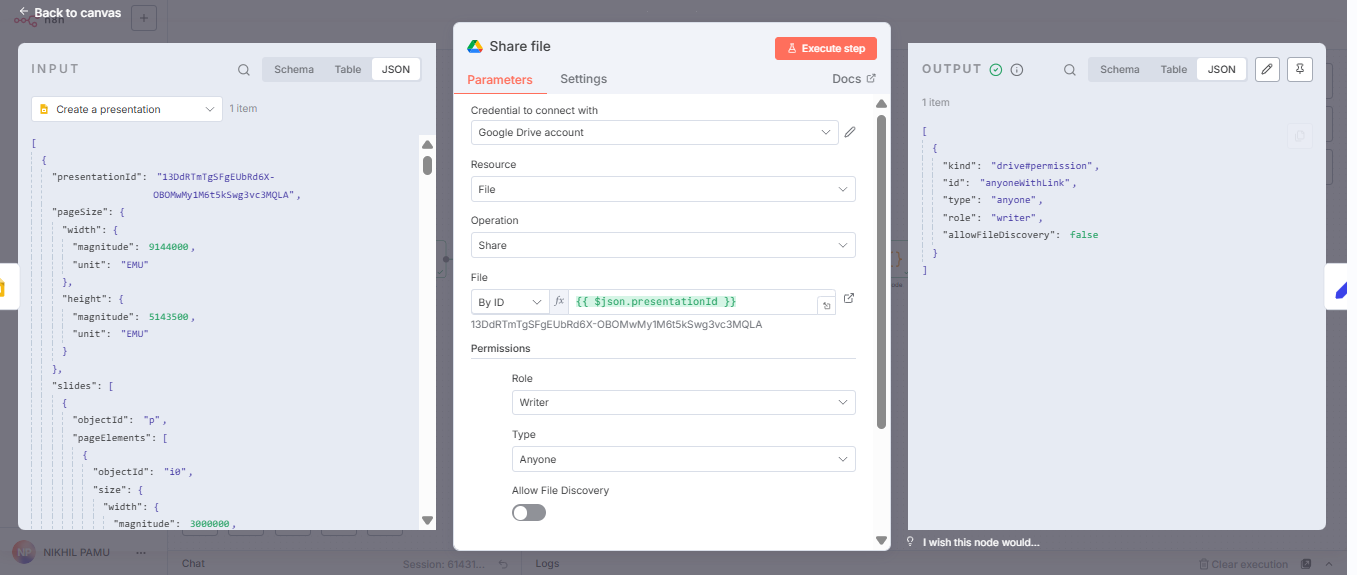 Back to canvas
n8n
INPUT
Schema
Table
JSON
Create a presentation
1 item
[
{
"presentationId": "13DdRTmTgSFgEUbRd6X-
OBOMwMy1M6t5kSwg3vc3MQLA",
"pageSize": {
"width": {
"magnitude": 9144000,
"unit": "EMU"
},
"height": {
"magnitude": 5143500,
"unit": "EMU"
}
},
"slides": [
{
"objectId": "p",
"pageElements": [
{
"objectId": "i0",
"size": {
"width": {
"magnitude": 3000000,
Share file
Execute step
Parameters
Settings
Docs
Credential to connect with
Google Drive account
Resource
File
Operation
Share
File
By ID
fx
{{ $json.presentationId }}
13DdRTmTgSFgEUbRd6X-OBOMwMy1M6t5kSwg3vc3MQLA
Permissions
Role
Writer
Type
Anyone
Allow File Discovery
OUTPUT
Schema
Table
JSON
1 item
[
{
"kind": "drive#permission",
"id": "anyoneWithLink",
"type": "anyone",
"role": "writer",
"allowFileDiscovery": false
}
]
I wish this node would...
NP
NIKHIL PAMU
...
Chat
Session: 61431...
Logs
Clear execution